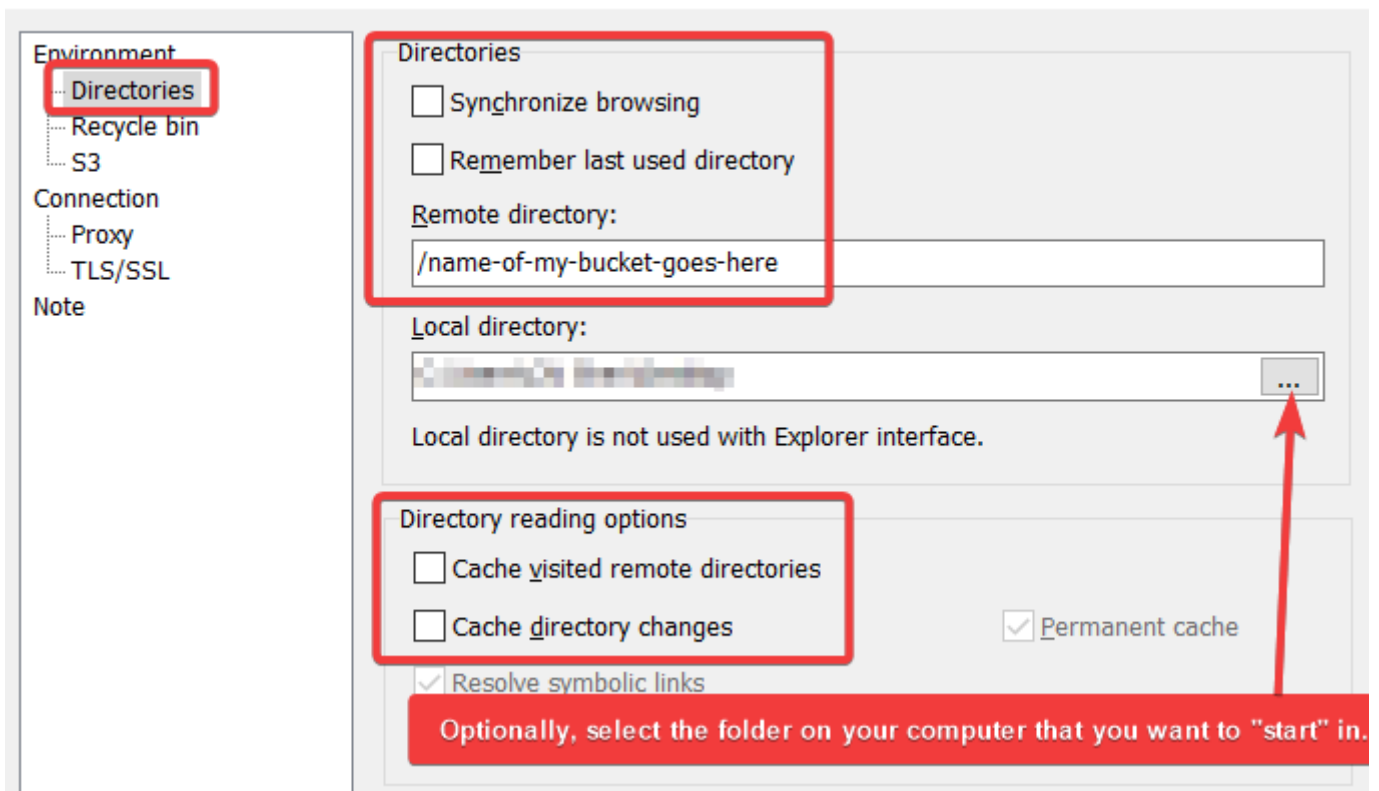 Environment
Directories
Recycle bin
S3
Connection
Proxy
TLS/SSL
Note
Directories
Synchronize browsing
Remember last used directory
Remote directory:
/name-of-my-bucket-goes-here
Local directory:
...
Local directory is not used with Explorer interface.
Directory reading options
Cache visited remote directories
Cache directory changes
Permanent cache
Resolve symbolic links
Optionally, select the folder on your computer that you want to "start" in.